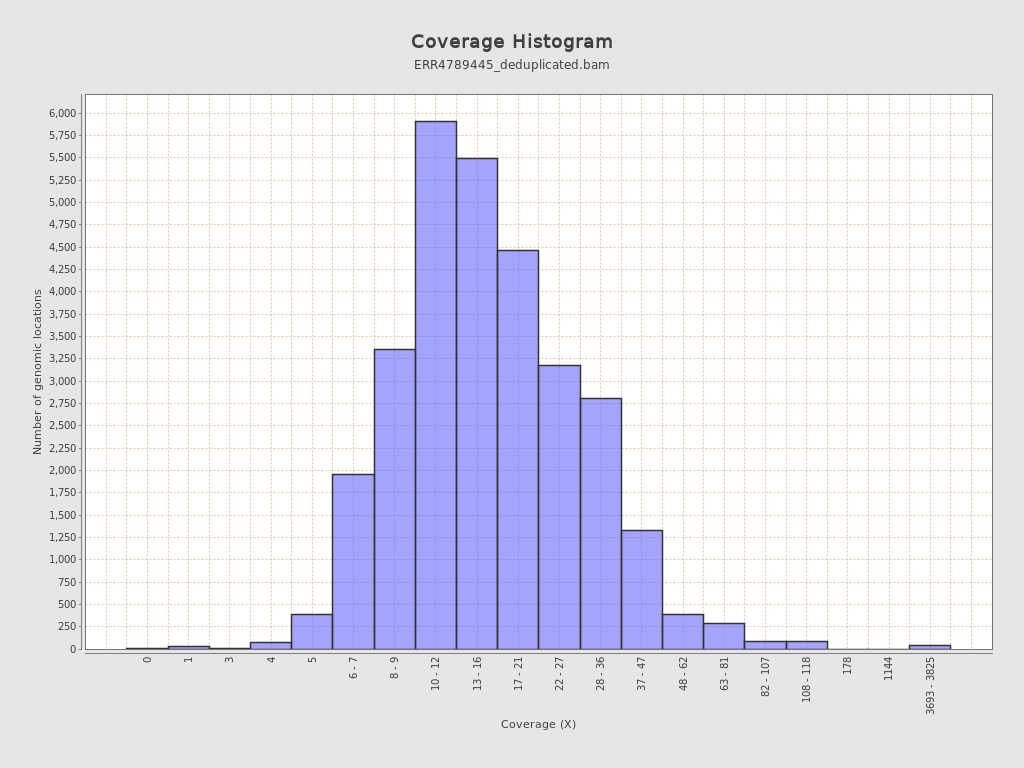 Coverage Histogram
ERR4789445_deduplicated.bam
6,000
5,750
5,500
5,250
5,000
4,750
4,500
4,250
4,000
3,750
3,500
3,250
3,000
2,750
2,500
2,250
2,000
1,750
1,500
1,250
1,000
750
500
250
0
Number of genomic locations
0
1
3
4
5
6 - 7
8 - 9
10 - 12
13 - 16
17 - 21
22 - 27
28 - 36
37 - 47
48 - 62
63 - 81
82 - 107
108 - 118
178
1144
3693 - 3825
Coverage (X)